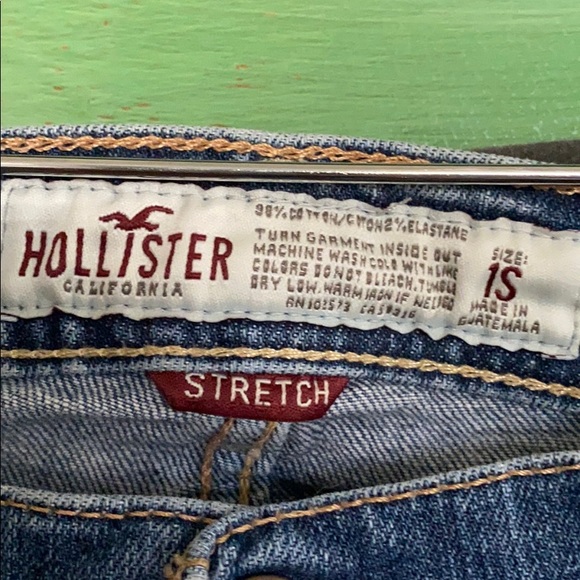 HOLLISTER
CALIFORNIA
98% COTTON/COTON 2% ELASTANE
TURN GARMENT INSIDE OUT
MACHINE WASH COLD WITH LIKE
COLORS DO NOT BLEACH. TUMBLE
DRY LOW. WARM IRON IF NEEDED
SIZE:
1S
MADE IN
GUATEMALA
STRETCH